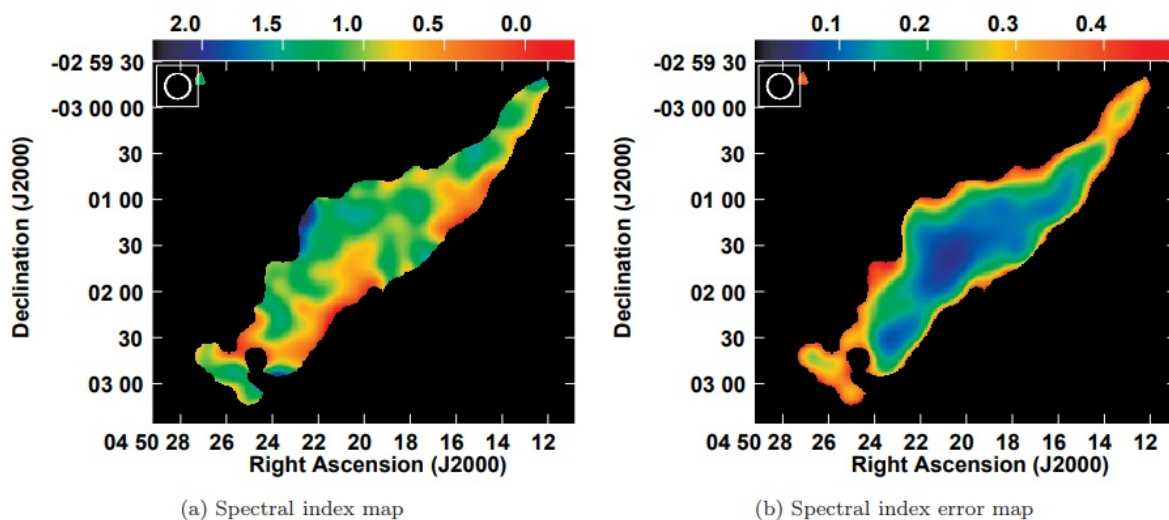 2.0 1.5 1.0 0.5 0.0
-02 59 30
-03 00 00
30
01 00
30
02 00
30
03 00
Declination (J2000)
04 50 28 26 24 22 20 18 16 14 12
Right Ascension (J2000)
(a) Spectral index map
0.1 0.2 0.3 0.4
-02 59 30
-03 00 00
30
01 00
30
02 00
30
03 00
Declination (J2000)
04 50 28 26 24 22 20 18 16 14 12
Right Ascension (J2000)
(b) Spectral index error map